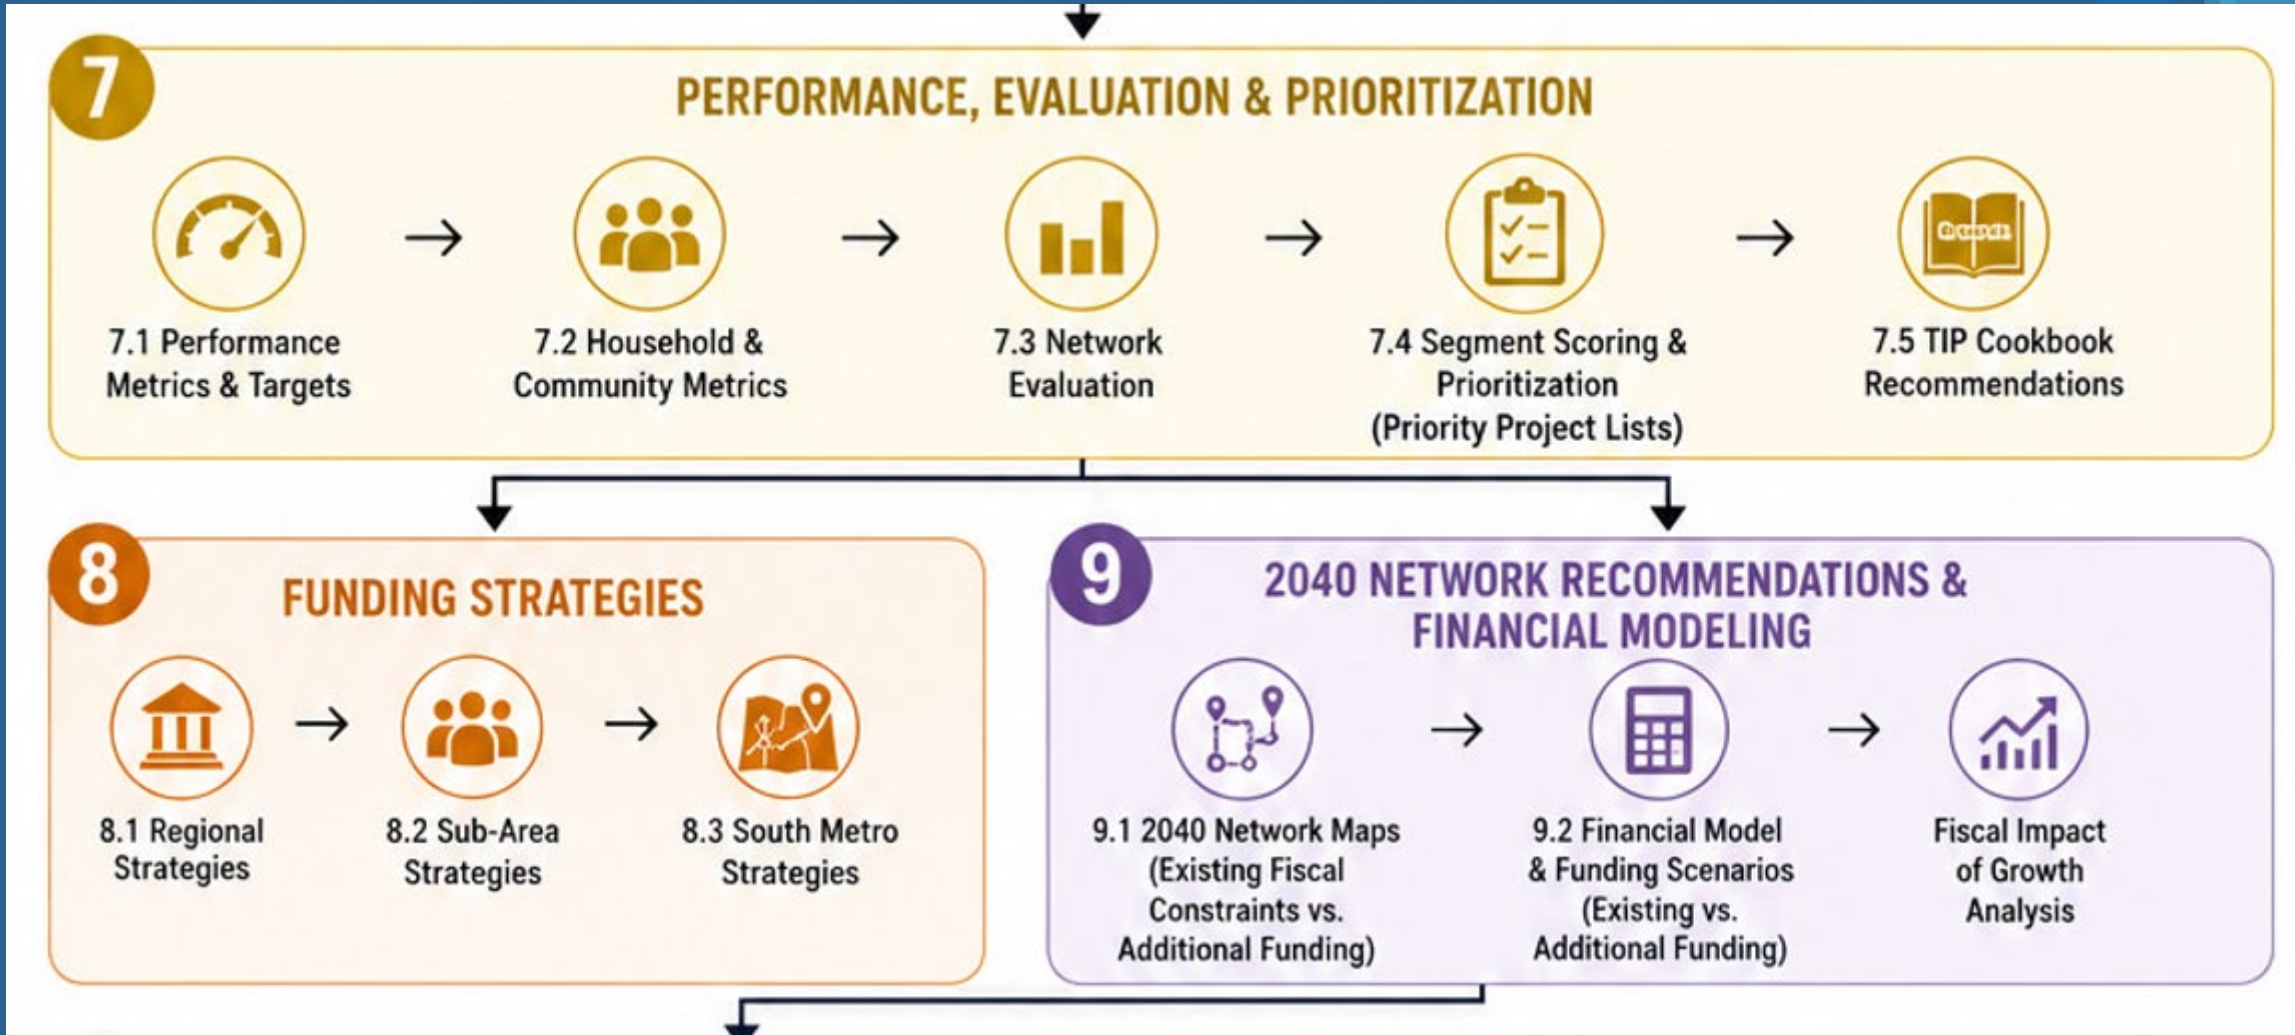 7
PERFORMANCE, EVALUATION & PRIORITIZATION
7.1 Performance
Metrics & Targets
7.2 Household &
Community Metrics
7.3 Network
Evaluation
7.4 Segment Scoring &
Prioritization
(Priority Project Lists)
7.5 TIP Cookbook
Recommendations
8
FUNDING STRATEGIES
8.1 Regional
Strategies
8.2 Sub-Area
Strategies
8.3 South Metro
Strategies
9
2040 NETWORK RECOMMENDATIONS &
FINANCIAL MODELING
9.1 2040 Network Maps
(Existing Fiscal
Constraints vs.
Additional Funding)
9.2 Financial Model
& Funding Scenarios
(Existing vs.
Additional Funding)
Fiscal Impact
of Growth
Analysis